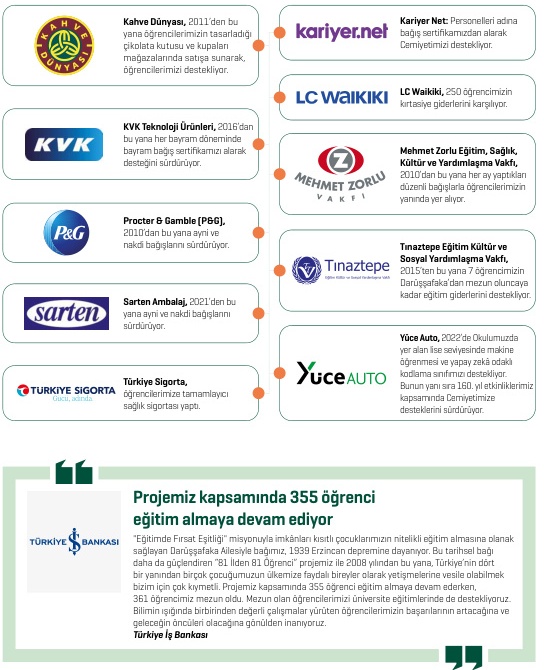 KAHVE
DÜNYASI
Kahve Dünyası, 2011'den bu
yana öğrencilerimizin tasarladığı
çikolata kutusu ve kupaları
mağazalarında satışa sunarak,
öğrencilerimizi destekliyor.
KVK
KVK Teknoloji Ürünleri, 2016'dan
bu yana her bayram döneminde
bayram bağış sertifikamızı alarak
desteğini sürdürüyor.
P&G
Procter & Gamble (P&G),
2010'dan bu yana ayni ve
nakdi bağışlarını sürdürüyor.
sarten
Sarten Ambalaj, 2021'den bu
yana ayni ve nakdi bağışlarını
sürdürüyor.
TÜRKİYE SİGORTA
Gücü, adında
Türkiye Sigorta,
öğrencilerimize tamamlayıcı
sağlık sigortası yaptı.
kariyer.net
Kariyer Net: Personelleri adına
bağış sertifikamızdan alarak
Cemiyetimizi destekliyor.
LC WAIKIKI
LC Waikiki, 250 öğrencimizin
kırtasiye giderlerini karşılıyor.
Z
MEHMET ZORLU
VAKFI
Mehmet Zorlu Eğitim, Sağlık,
Kültür ve Yardımlaşma Vakfı,
2010'dan bu yana her ay yaptıkları
düzenli bağışlarla öğrencilerimizin
yanında yer alıyor.
Tınaztepe
Eğitim Kültür ve Sosyal Yardımlaşma Vakfı
Tınaztepe Eğitim Kültür ve
Sosyal Yardımlaşma Vakfı,
2015'ten bu yana 7 öğrencimizin
Darüşşafaka'dan mezun oluncaya
kadar eğitim giderlerini destekliyor.
Yüce AUTO
Yüce Auto, 2022'de Okulumuzda
yer alan lise seviyesinde makine
öğrenmesi ve yapay zekâ odaklı
kodlama sınıfımızı destekliyor.
Bunun yanı sıra 160. yıl etkinliklerimiz
kapsamında Cemiyetimize
desteklerini sürdürüyor.
TÜRKİYE İŞ BANKASI
Projemiz kapsamında 355 öğrenci
eğitim almaya devam ediyor
"Eğitimde Fırsat Eşitliği" misyonuyla imkânları kısıtlı çocuklarımızın nitelikli eğitim almasına olanak
sağlayan Darüşşafaka Ailesiyle bağımız, 1939 Erzincan depremine dayanıyor. Bu tarihsel bağı
daha da güçlendiren "81 İlden 81 Öğrenci" projemiz ile 2008 yılından bu yana, Türkiye'nin dört
bir yanından birçok çocuğumuzun ülkemize faydalı bireyler olarak yetişmelerine vesile olabilmek
bizim için çok kıymetli. Projemiz kapsamında 355 öğrenci eğitim almaya devam ederken,
361 öğrencimiz mezun oldu. Mezun olan öğrencilerimizi üniversite eğitimlerinde de destekliyoruz.
Bilimin ışığında birbirinden değerli çalışmalar yürüten öğrencilerimizin başarılarının artacağına ve
geleceğin öncüleri olacağına gönülden inanıyoruz.
Türkiye İş Bankası